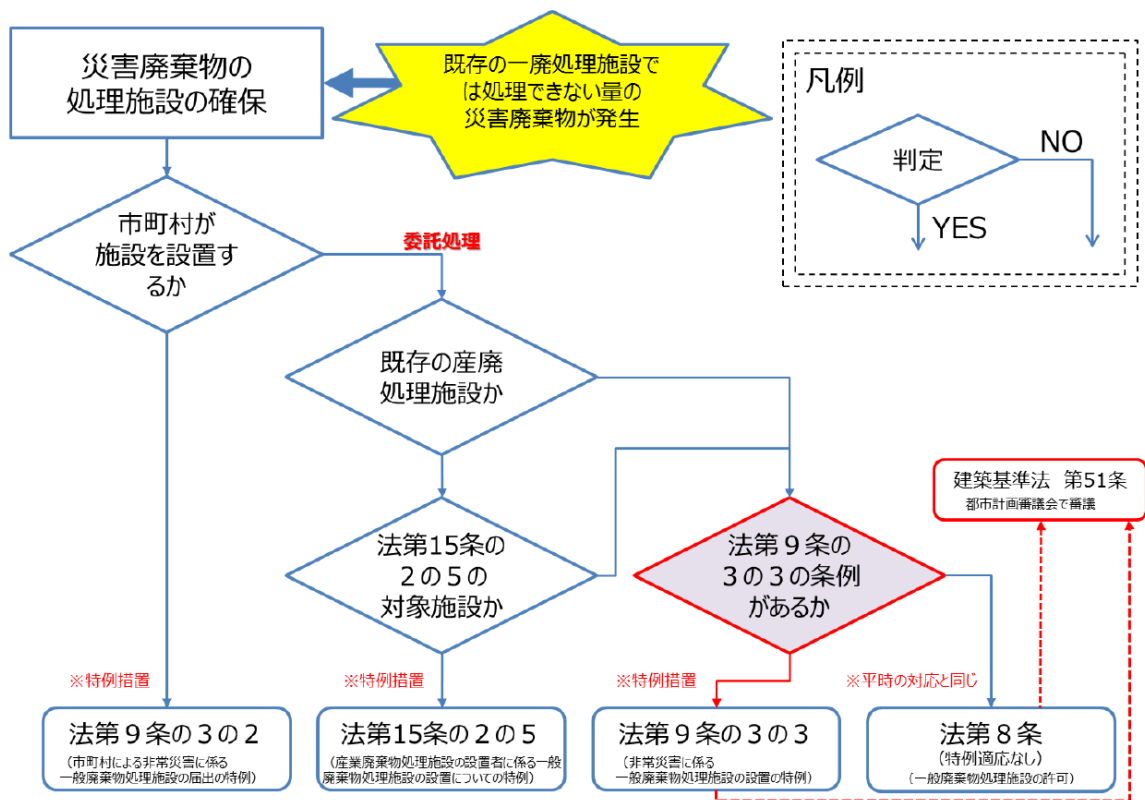 災害廃棄物の
処理施設の確保
既存の一廃処理施設で
は処理できない量の
災害廃棄物が発生
凡例
判定
NO
YES
市町村が
施設を設置す
るか
委託処理
既存の産廃
処理施設か
法第15条の
2の5の
対象施設か
法第9条の
3の3の条例
があるか
建築基準法 第51条
都市計画審議会で審議
※特例措置
※特例措置
※特例措置
※平時の対応と同じ
法第9条の3の2
(市町村による非常災害に係る
一般廃棄物処理施設の届出の特例)
法第15条の2の5
(産業廃棄物処理施設の設置者に係る一般
廃棄物処理施設の設置についての特例)
法第9条の3の3
(非常災害に係る
一般廃棄物処理施設の設置の特例)
法第8条
(特例適応なし)
(一般廃棄物処理施設の許可)